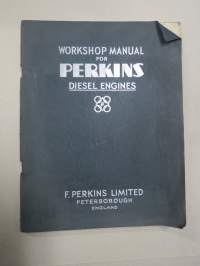 WORKSHOP MANUAL
FOR
PERKINS
DIESEL ENGINES
F. PERKINS LIMITED
PETERBOROUGH
ENGLAND